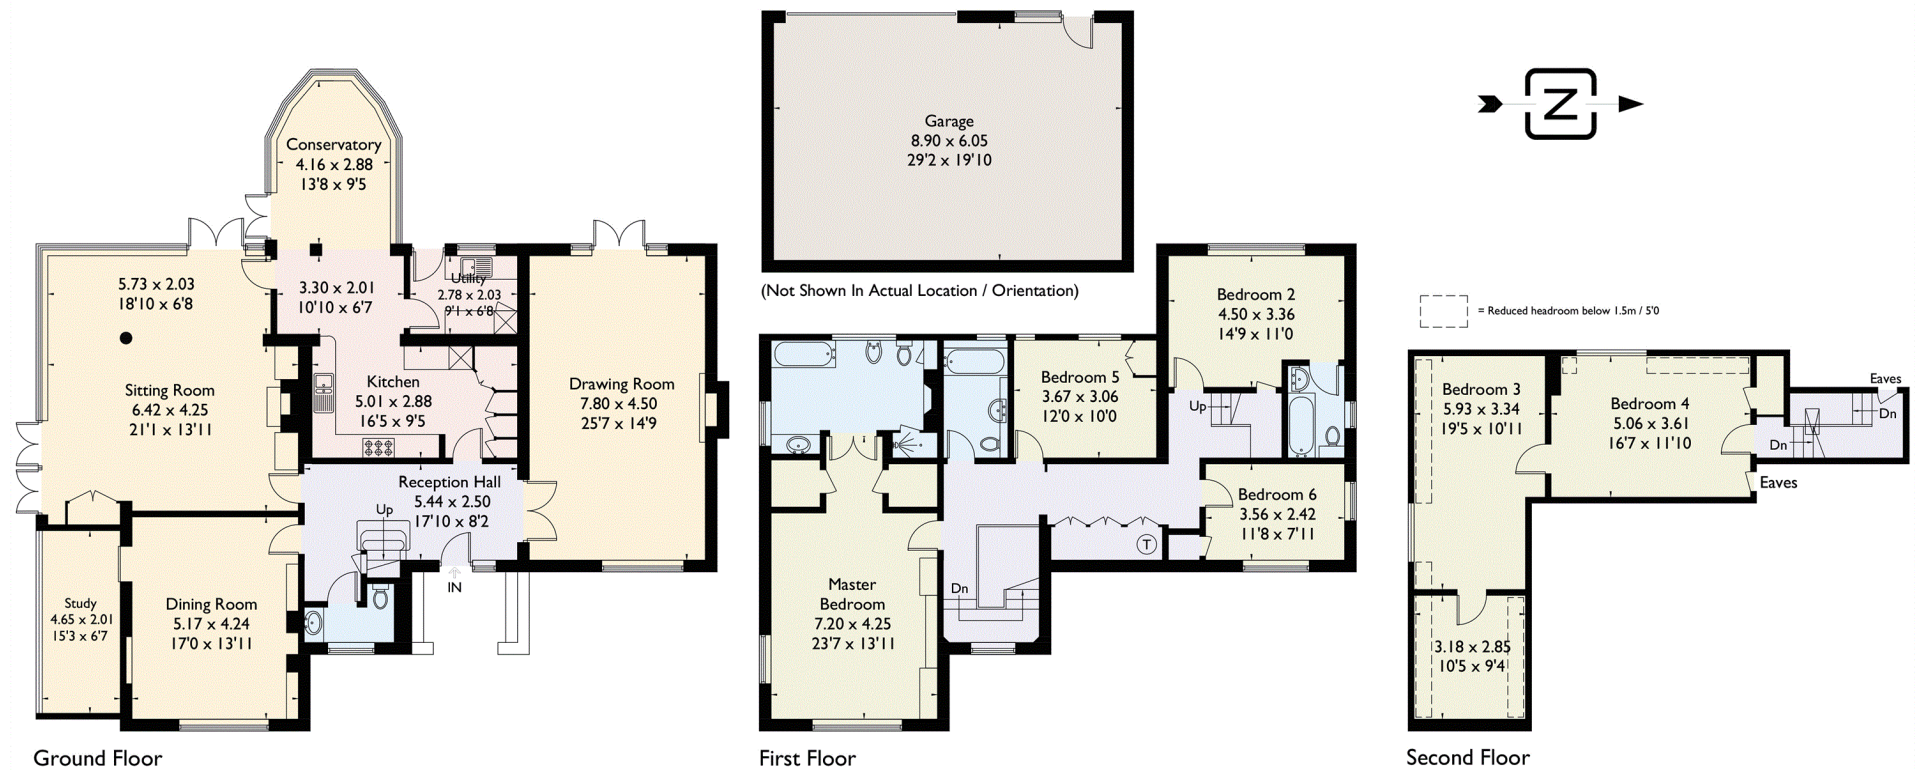 Conservatory
4.16 x 2.88
13'8 x 9'5
5.73 x 2.03
18'10 x 6'8
3.30 x 2.01
10'10 x 6'7
Utility
2.78 x 2.03
9'1 x 6'8
Sitting Room
6.42 x 4.25
21'1 x 13'11
Kitchen
5.01 x 2.88
16'5 x 9'5
Drawing Room
7.80 x 4.50
25'7 x 14'9
Reception Hall
5.44 x 2.50
17'10 x 8'2
Up
IN
Study
4.65 x 2.01
15'3 x 6'7
Dining Room
5.17 x 4.24
17'0 x 13'11
Ground Floor
Garage
8.90 x 6.05
29'2 x 19'10
(Not Shown In Actual Location / Orientation)
Bedroom 2
4.50 x 3.36
14'9 x 11'0
Bedroom 5
3.67 x 3.06
12'0 x 10'0
Up
Bedroom 6
3.56 x 2.42
11'8 x 7'11
T
Dn
Master
Bedroom
7.20 x 4.25
23'7 x 13'11
First Floor
N
= Reduced headroom below 1.5m / 5'0
Bedroom 3
5.93 x 3.34
19'5 x 10'11
Bedroom 4
5.06 x 3.61
16'7 x 11'10
Eaves
Dn
Dn
Eaves
3.18 x 2.85
10'5 x 9'4
Second Floor